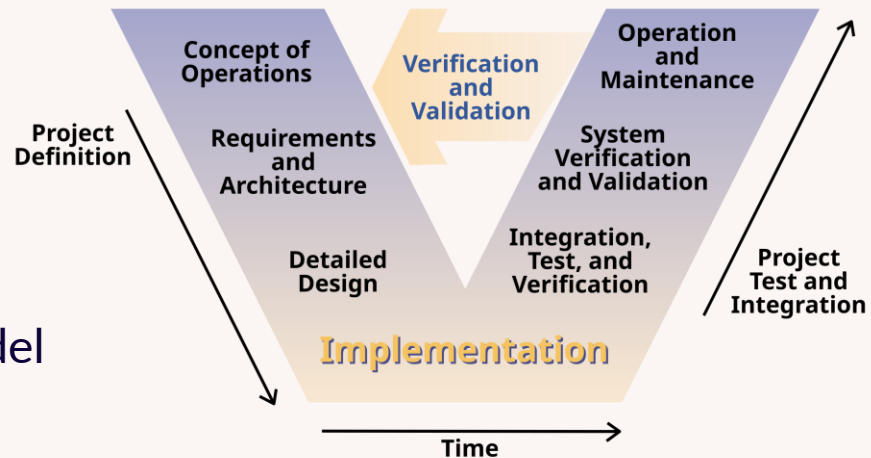 Concept of
Operations
Verification
and
Validation
Operation
and
Maintenance
Project
Definition
Requirements
and
Architecture
System
Verification
and Validation
Detailed
Design
Integration,
Test, and
Verification
Project
Test and
Integration
del
Implementation
Time